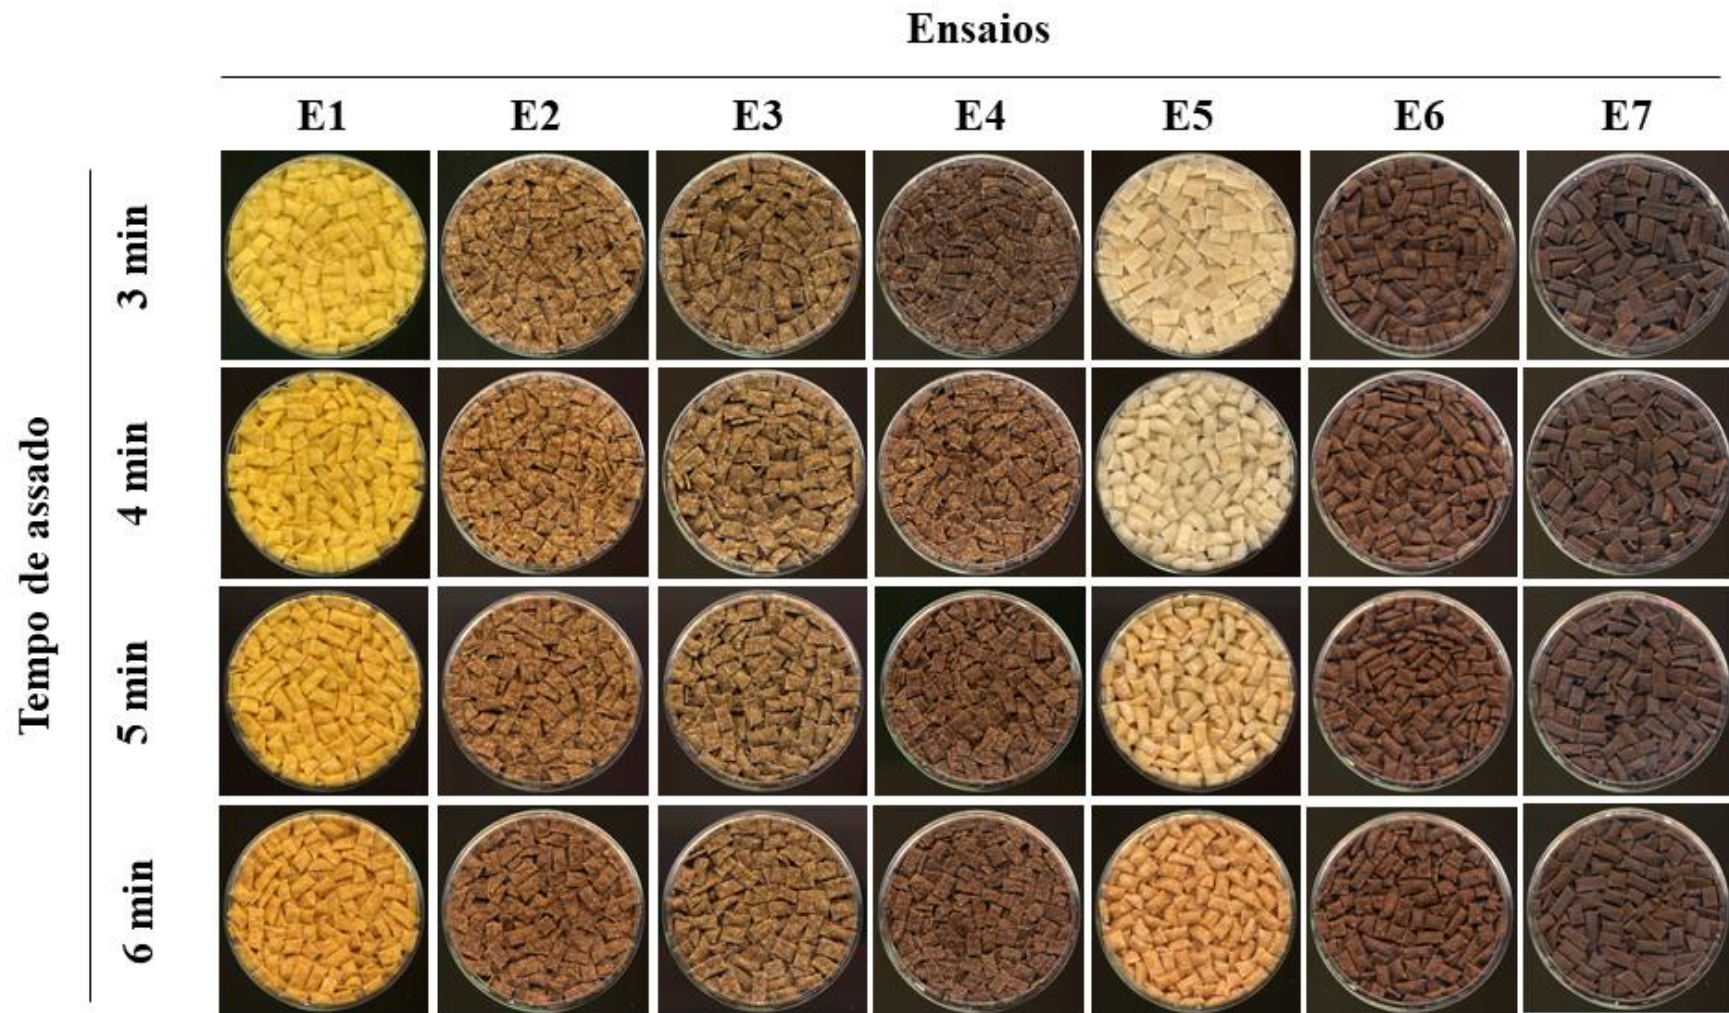 Ensaios
E1 E2 E3 E4 E5 E6 E7
Tempo de assado
3 min
4 min
5 min
6 min